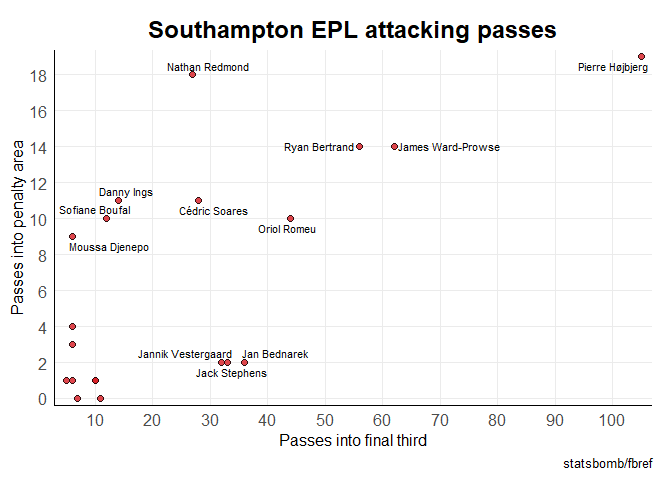 Southampton EPL attacking passes
Nathan Redmond
Pierre Højbjerg
Ryan Bertrand
James Ward-Prowse
Danny Ings
Sofiane Boufal
Cédric Soares
Oriol Romeu
Moussa Djenepo
Jannik Vestergaard
Jan Bednarek
Jack Stephens
Passes into penalty area
18
16
14
12
10
8
6
4
2
0
10 20 30 40 50 60 70 80 90 100
Passes into final third
statsbomb/fbref